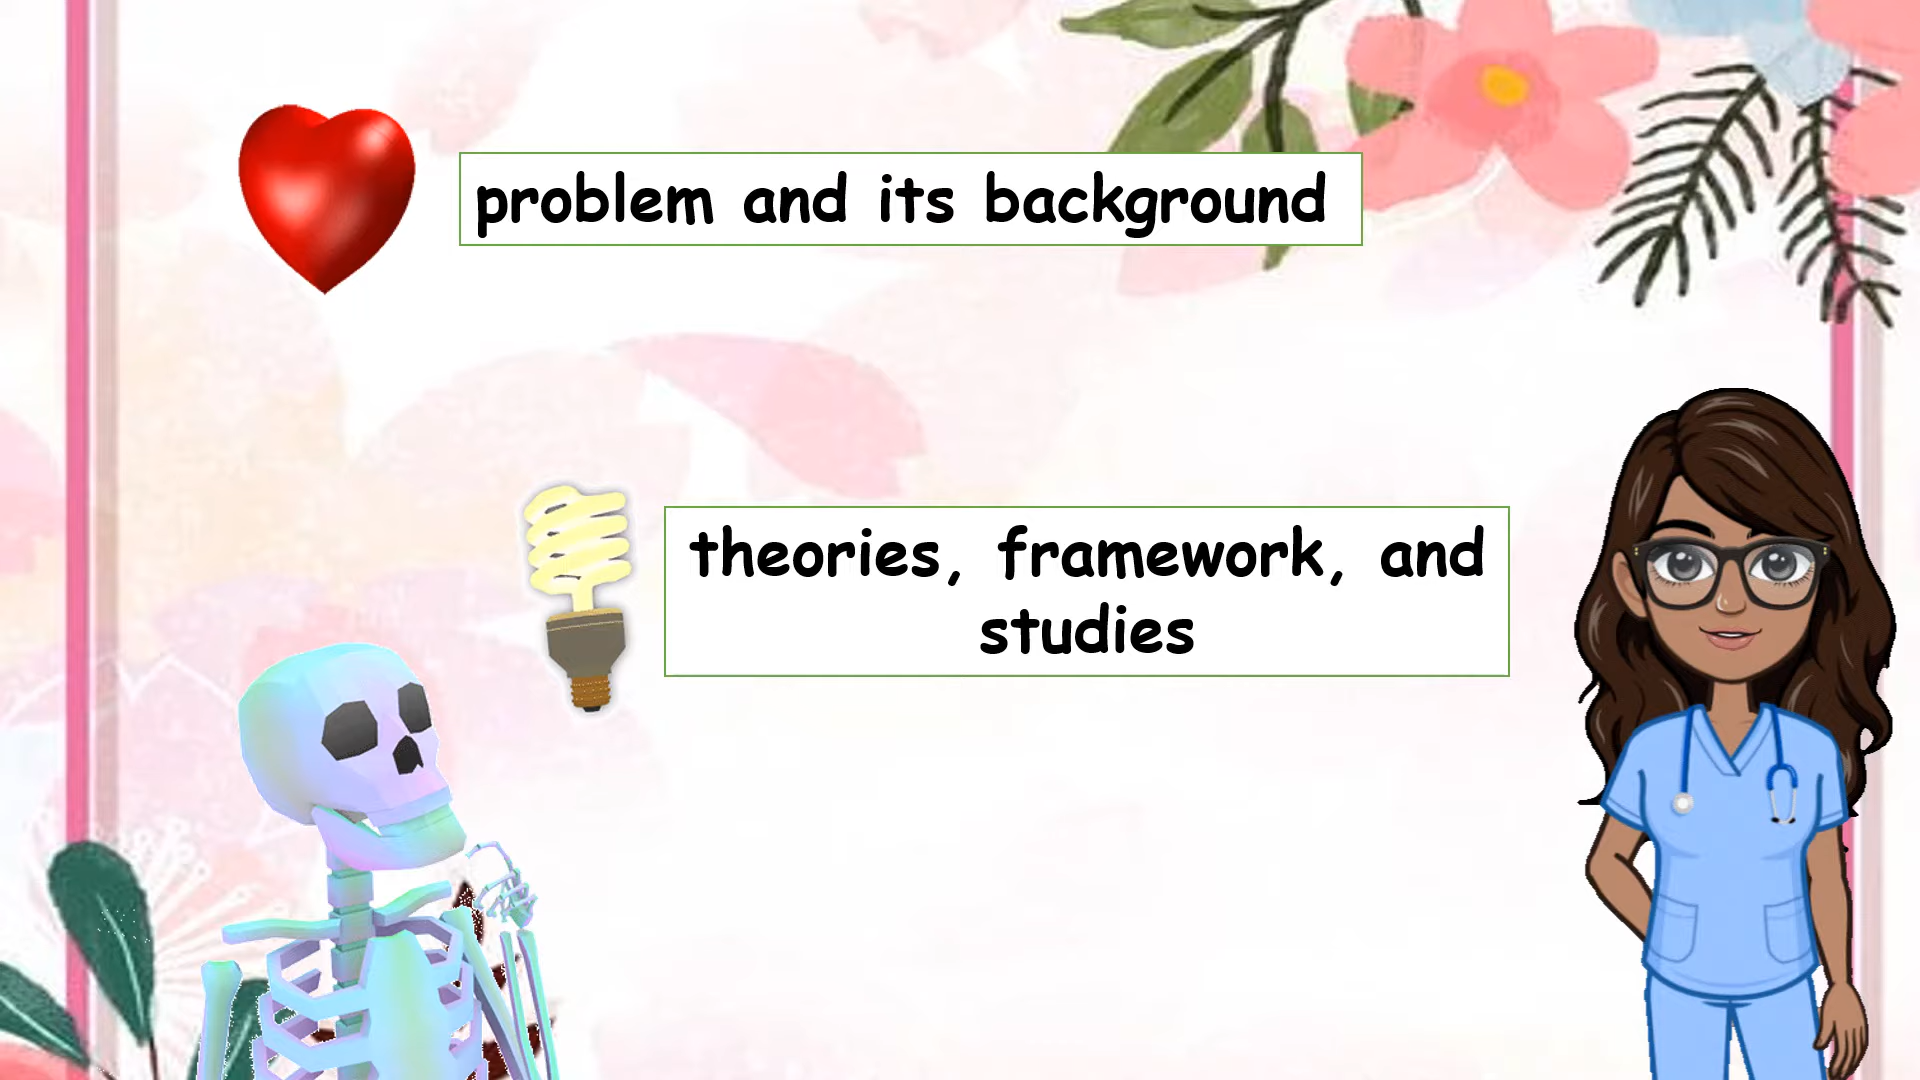 problem and its background
theories, framework, and
studies